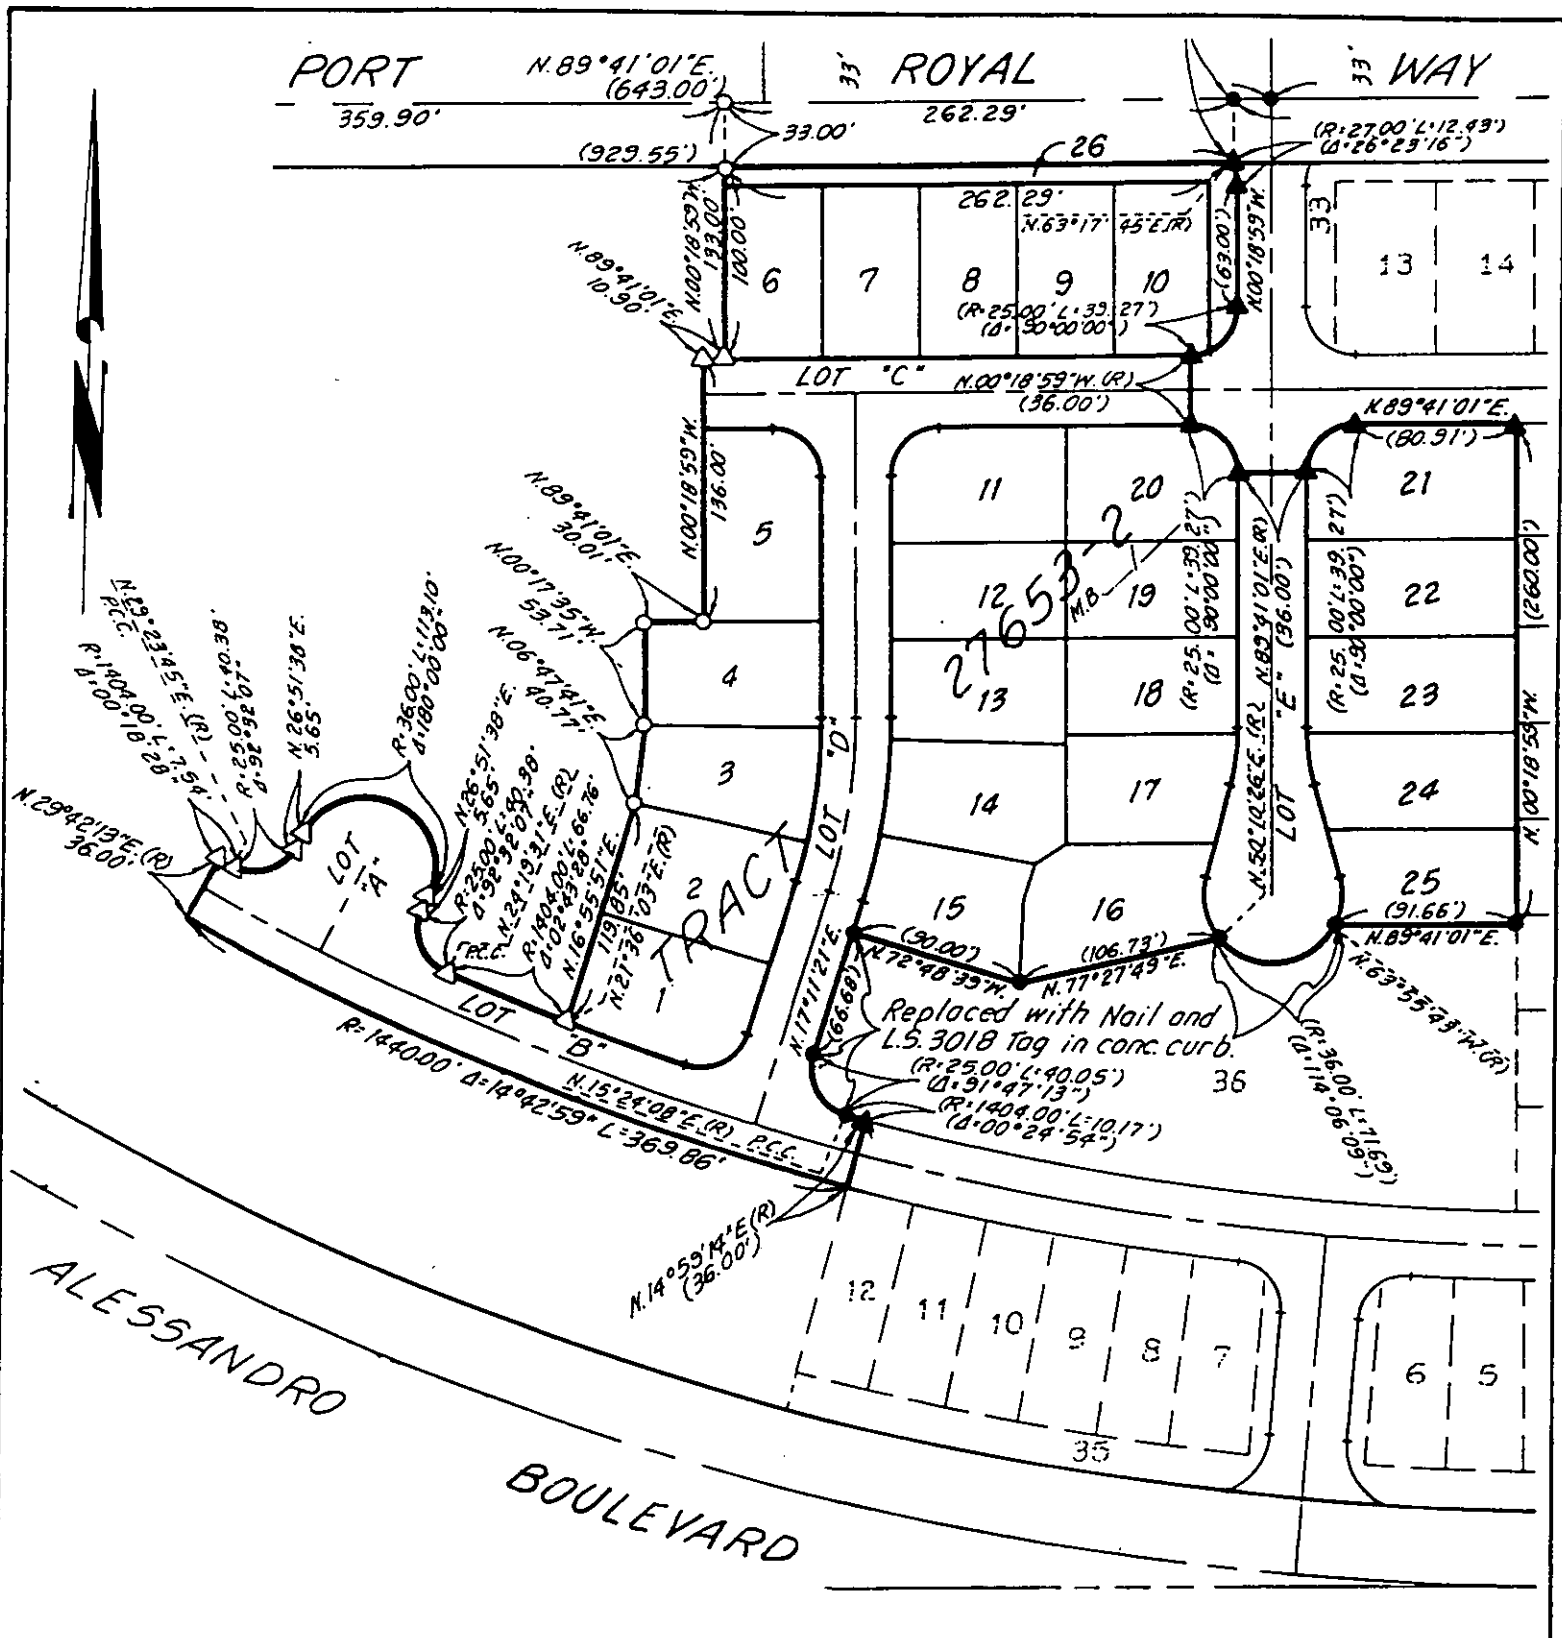 PORT ROYAL WAY
N.89°41'01"E.
(643.00')
33'
33'
359.90'
262.29'
33.00'
(929.55')
26
(R=27.00' L=12.43')
(Δ=26°23'16")
262.29'
N.63°17'45"E.(R)
N.00°18'59"W.
133.00'
100.00'
(63.00')
N.00°18'59"W.
33
13
14
6
7
8
9
10
(R=25.00' L=39.27')
(Δ=90°00'00")
N.89°41'01"E.
10.90'
LOT "C"
N.00°18'59"W.(R)
(36.00')
N.89°41'01"E.
(80.91')
N.00°18'59"W.
136.00'
5
11
20
21
N.89°41'01"E.
30.01'
N.00°17'35"W.
53.71'
N.06°47'41"E.
40.77'
12
19
22
TRACT 27653-2
M.B.
(R=25.00' L=39.27')
(Δ=90°00'00")
N.50°10'26"E.(R)
N.89°41'01"E.(R)
(36.00')
LOT "E"
(R=25.00' L=39.27')
(Δ=90°00'00")
(260.00')
N.00°18'59"W.
4
13
18
23
3
14
17
24
LOT "D"
N.29°23'45"E.(R)
P.C.C.
R=1404.00' L=7.54'
Δ=00°18'28"
R=25.00' L=40.38'
Δ=92°32'07"
N.26°51'38"E.
5.65'
R=36.00' L=113.10'
Δ=180°00'00"
N.26°51'38"E.
5.65'
R=25.00' L=40.38'
Δ=92°32'07"
N.24°19'31"E.(R)
P.C.C.
R=1404.00' L=66.76'
Δ=02°43'28"
N.16°55'51"E.
119.85'
N.21°36'03"E.(R)
N.29°42'13"E.(R)
36.00'
LOT "A"
2
1
15
16
25
(90.00')
N.72°48'39"W.
(106.73')
N.77°27'49"E.
(91.66')
N.89°41'01"E.
N.63°55'43"W.(R)
N.17°11'21"E.
(66.68')
Replaced with Nail and
L.S. 3018 Tag in conc. curb.
(R=25.00' L=40.05')
(Δ=91°47'13")
(R=1404.00' L=10.17')
(Δ=00°24'54")
36
(R=36.00' L=71.69')
(Δ=114°06'09")
LOT "B"
R=1440.00' Δ=14°42'59" L=369.86'
N.15°24'08"E.(R) P.C.C.
N.14°59'14"E.(R)
(36.00')
12
11
10
9
8
7
6
5
35
ALESSANDRO
BOULEVARD